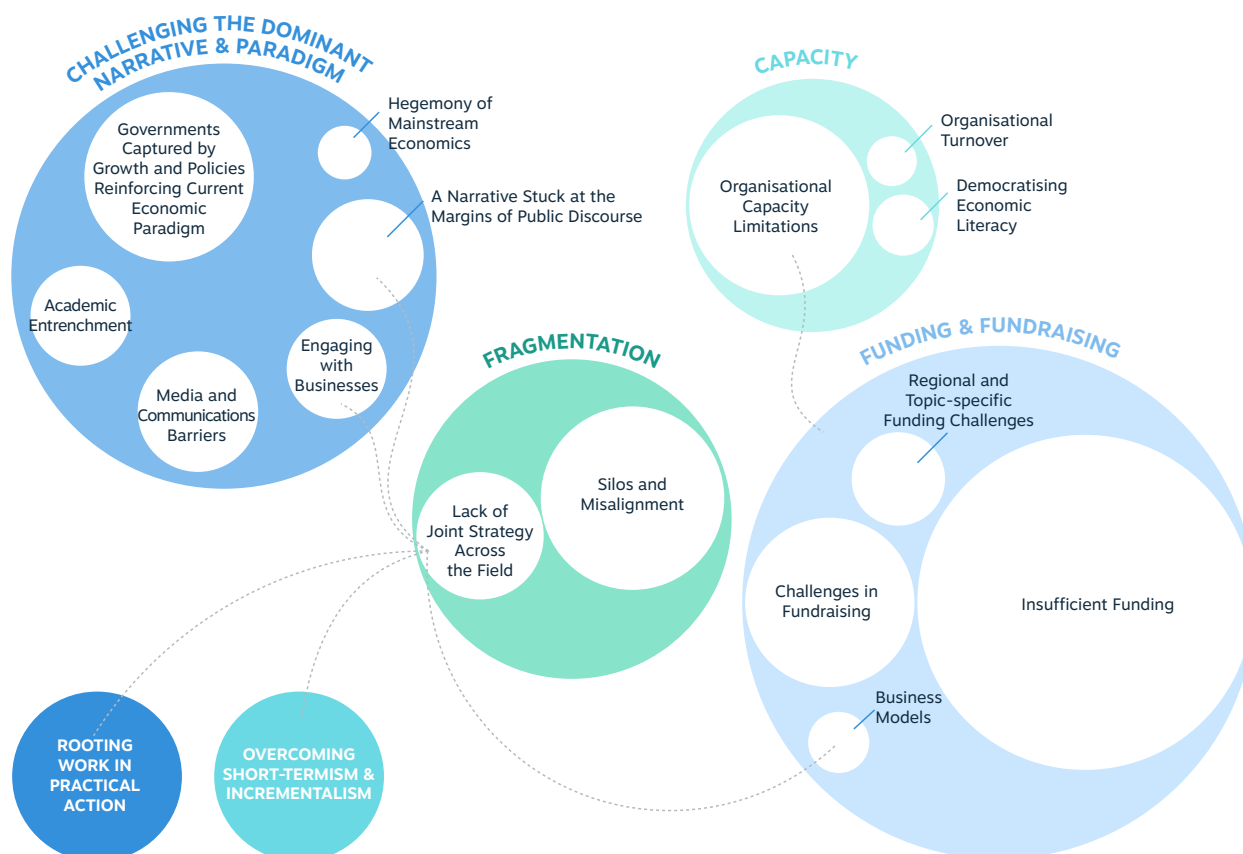 CHALLENGING THE DOMINANT
NARRATIVE & PARADIGM
Governments
Captured by
Growth and Policies
Reinforcing Current
Economic
Paradigm
Hegemony of
Mainstream
Economics
A Narrative Stuck at the
Margins of Public Discourse
Academic
Entrenchment
Engaging
with
Businesses
Media and
Communications
Barriers
CAPACITY
Organisational
Capacity
Limitations
Organisational
Turnover
Democratising
Economic
Literacy
FRAGMENTATION
Silos and
Misalignment
Lack of
Joint Strategy
Across
the Field
FUNDING & FUNDRAISING
Regional and
Topic-specific
Funding Challenges
Challenges in
Fundraising
Insufficient Funding
Business
Models
ROOTING
WORK IN
PRACTICAL
ACTION
OVERCOMING
SHORT-TERMISM &
INCREMENTALISM